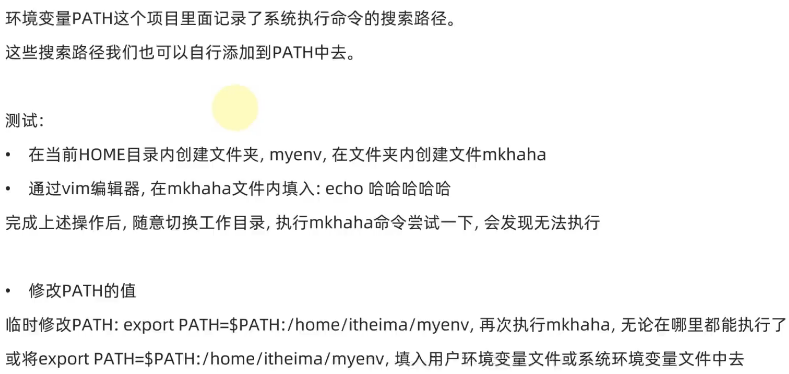 环境变量PATH这个项目里面记录了系统执行命令的搜索路径。
这些搜索路径我们也可以自行添加到PATH中去。
测试：
• 在当前HOME目录内创建文件夹, myenv, 在文件夹内创建文件mkhaha
• 通过vim编辑器, 在mkhaha文件内填入: echo 哈哈哈哈哈
完成上述操作后, 随意切换工作目录, 执行mkhaha命令尝试一下, 会发现无法执行
• 修改PATH的值
临时修改PATH: export PATH=$PATH:/home/itheima/myenv, 再次执行mkhaha, 无论在哪里都能执行了
或将export PATH=$PATH:/home/itheima/myenv, 填入用户环境变量文件或系统环境变量文件中去